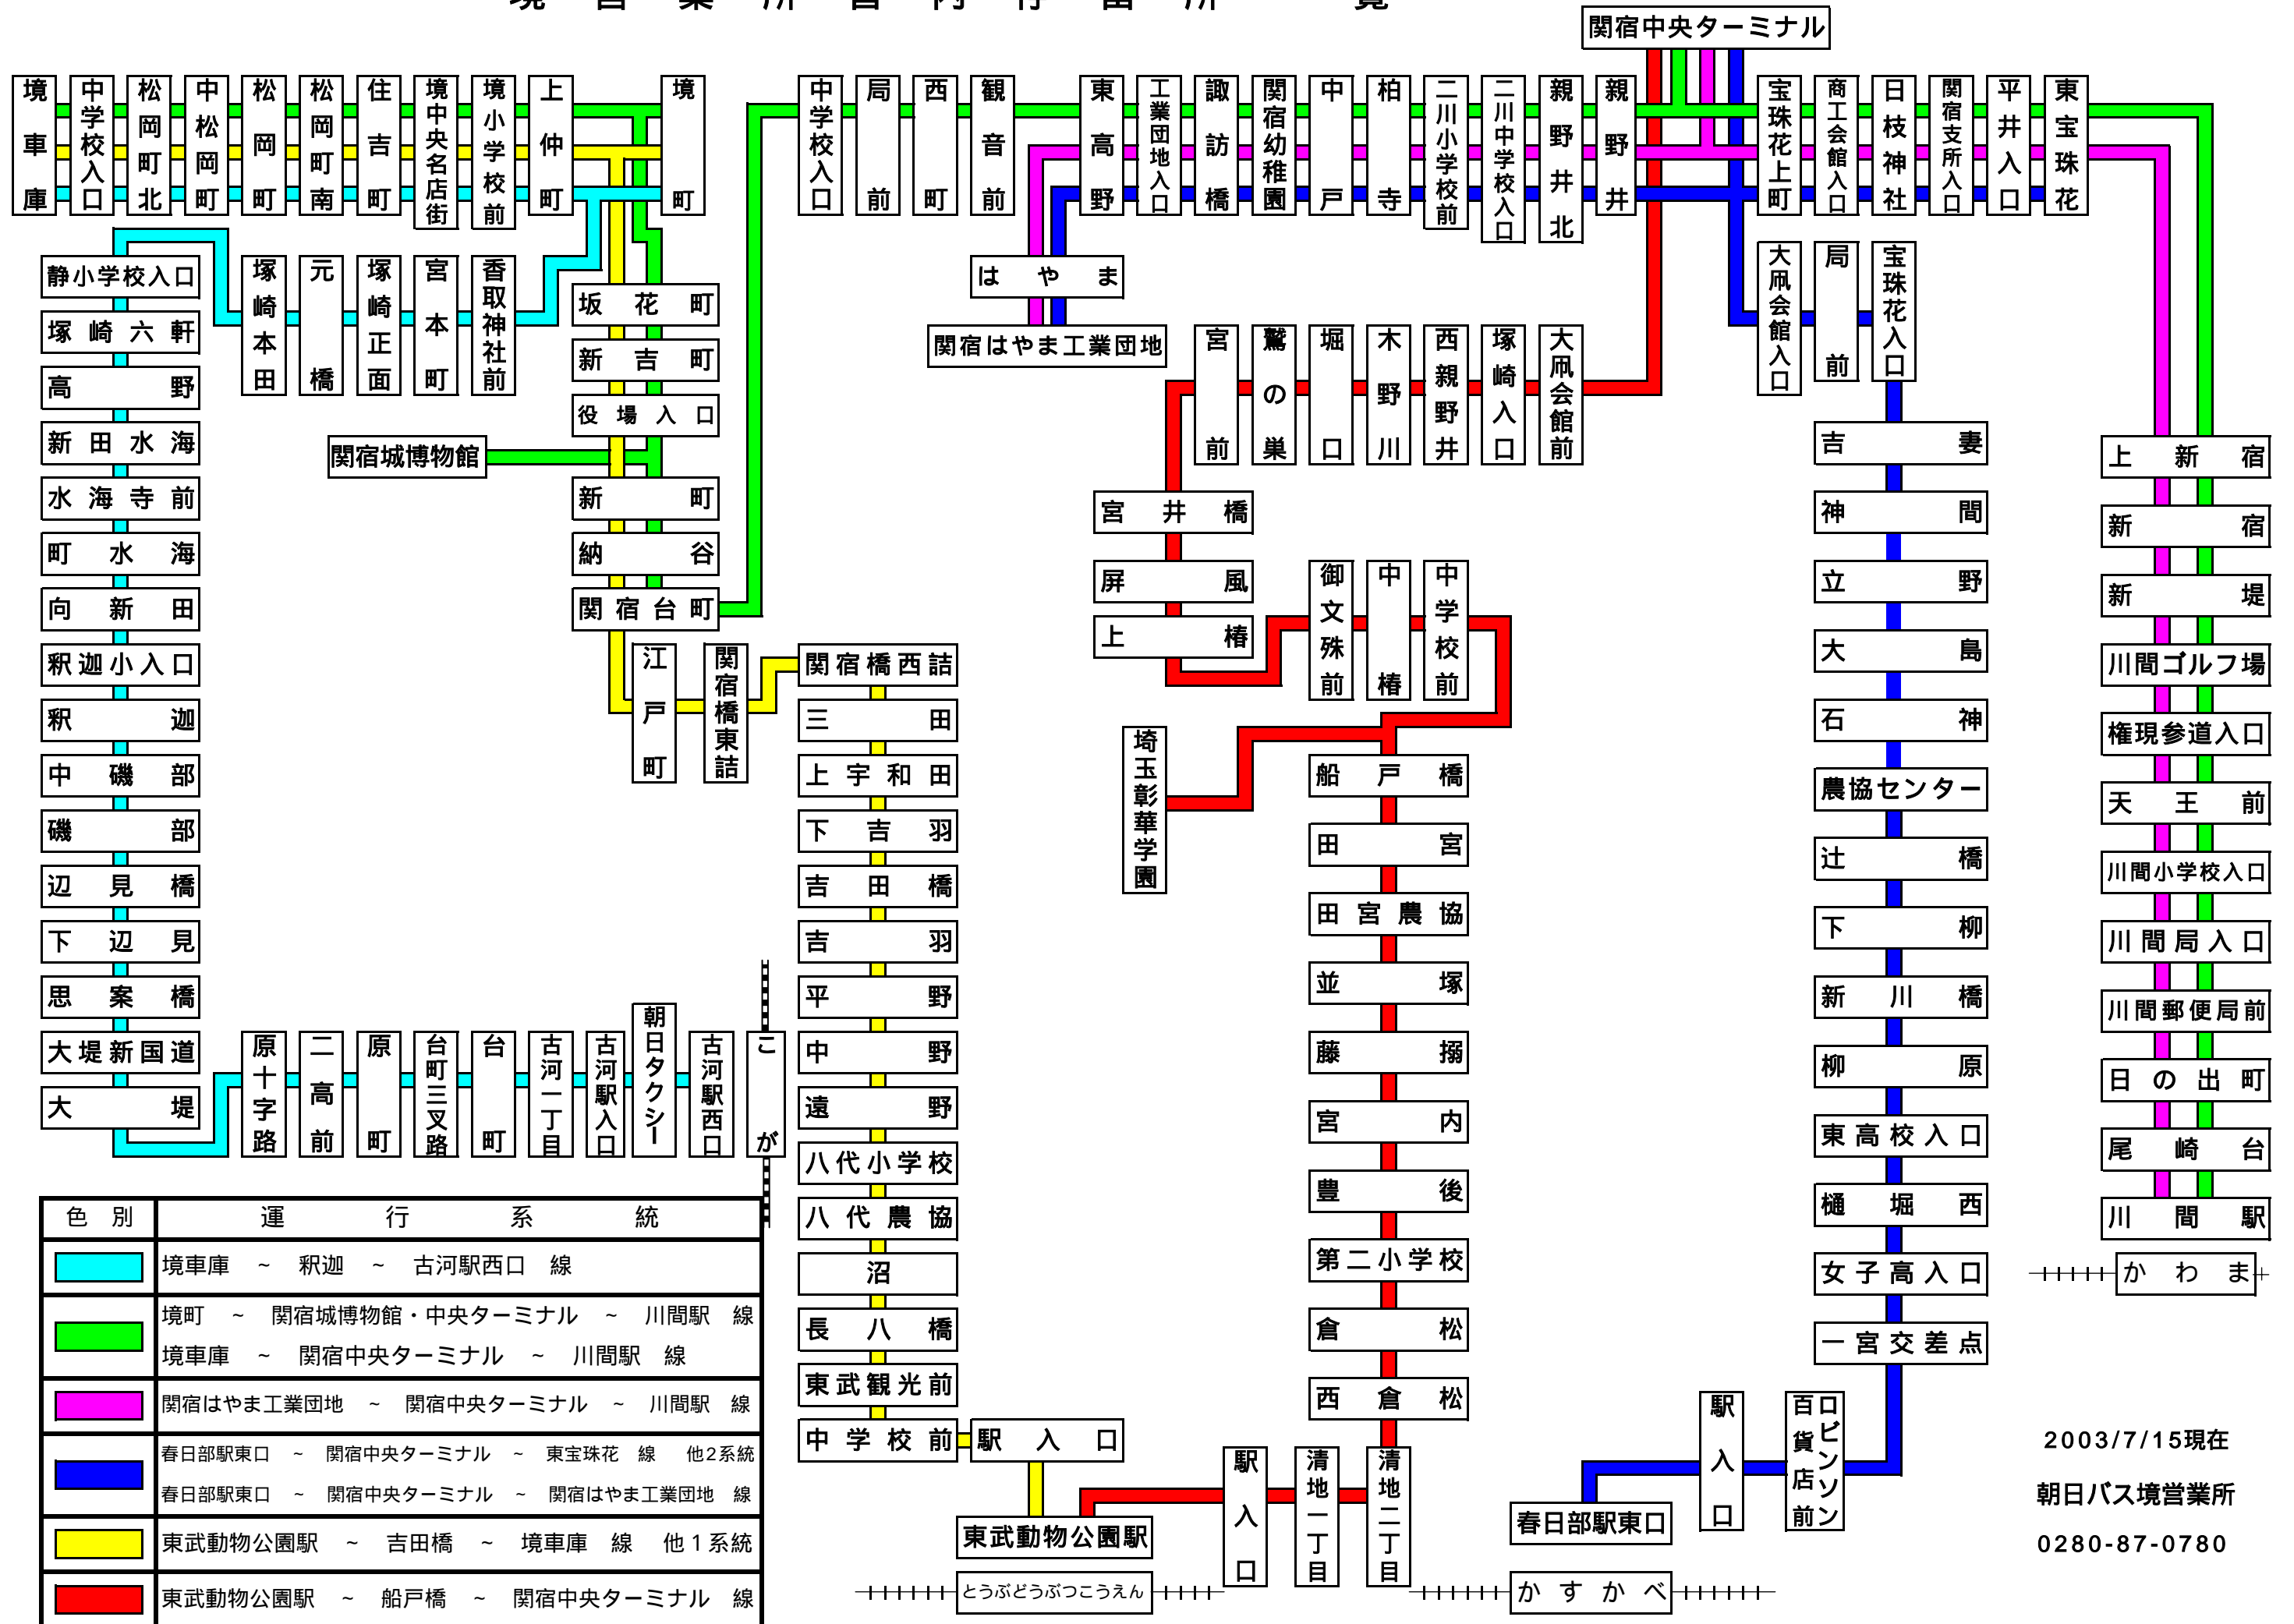 境営業所管内停留所一覧
関宿中央ターミナル
境車庫
中学校入口
松岡町北
中松岡町
松岡町
松岡町南
住吉町
境中央名店街
境小学校前
上仲町
境町
中学校入口
局前
西町
観音前
東高野
工業団地入口
諏訪橋
関宿幼稚園
中戸
柏寺
二川小学校前
二川中学校入口
親野井北
親野井
宝珠花上町
商工会館入口
日枝神社
関宿支所入口
平井入口
東宝珠花
静小学校入口
塚崎六軒
高野
新田水海
水海寺前
町水海
向新田
釈迦小入口
釈迦
中磯部
磯部
辺見橋
下辺見
思案橋
大堤新国道
大堤
塚崎本田
元橋
塚崎正面
宮本町
香取神社前
坂花町
新吉町
役場入口
関宿城博物館
新町
納谷
関宿台町
江戸町
関宿橋東詰
はやま
関宿はやま工業団地
宮前
鷲の巣
堀口
木野川
西親野井
塚崎入口
大凧会館前
大凧会館入口
局前
宝珠花入口
宮井橋
屏風
上椿
御文殊前
中椿
中学校前
埼玉彰華学園
船戸橋
田宮
田宮農協
並塚
藤搦
宮内
豊後
第二小学校
倉松
西倉松
清地二丁目
清地一丁目
駅入口
関宿橋西詰
三田
上宇和田
下吉羽
吉田橋
吉羽
平野
中野
遠野
八代小学校
八代農協
沼
長八橋
東武観光前
中学校前
駅入口
東武動物公園駅
とうぶどうぶつこうえん
吉妻
神間
立野
大島
石神
農協センター
辻橋
下柳
新川橋
柳原
東高校入口
樋堀西
女子高入口
一宮交差点
ロビンソン
百貨店前
駅入口
春日部駅東口
かすかべ
上新宿
新宿
新堤
川間ゴルフ場
権現参道入口
天王前
川間小学校入口
川間局入口
川間郵便局前
日の出町
尾崎台
川間駅
かわま
原十字路
二高前
原町
台町三叉路
台町
古河一丁目
古河駅入口
朝日タクシー
古河駅西口
こが
色別 運行系統
境車庫 ~ 釈迦 ~ 古河駅西口 線
境町 ~ 関宿城博物館・中央ターミナル ~ 川間駅 線
境車庫 ~ 関宿中央ターミナル ~ 川間駅 線
関宿はやま工業団地 ~ 関宿中央ターミナル ~ 川間駅 線
春日部駅東口 ~ 関宿中央ターミナル ~ 東宝珠花 線 他2系統
春日部駅東口 ~ 関宿中央ターミナル ~ 関宿はやま工業団地 線
東武動物公園駅 ~ 吉田橋 ~ 境車庫 線 他1系統
東武動物公園駅 ~ 船戸橋 ~ 関宿中央ターミナル 線
2003/7/15現在
朝日バス境営業所
0280-87-0780